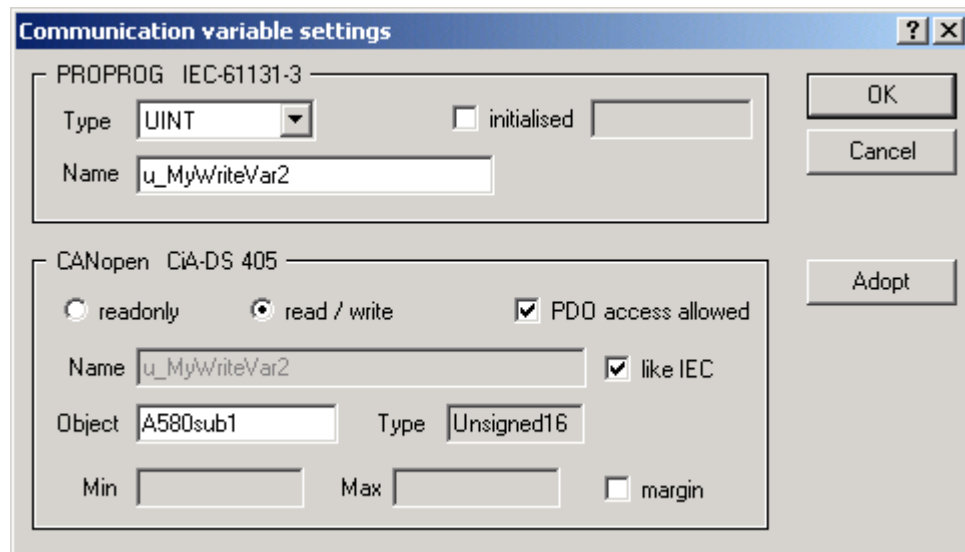 Communication variable settings
PROPROG IEC-61131-3
Type UINT initialised
Name u_MyWriteVar2
OK
Cancel
CANopen CiA-DS 405
readonly read / write PDO access allowed
Adopt
Name u_MyWriteVar2 like IEC
Object A580sub1 Type Unsigned16
Min Max margin